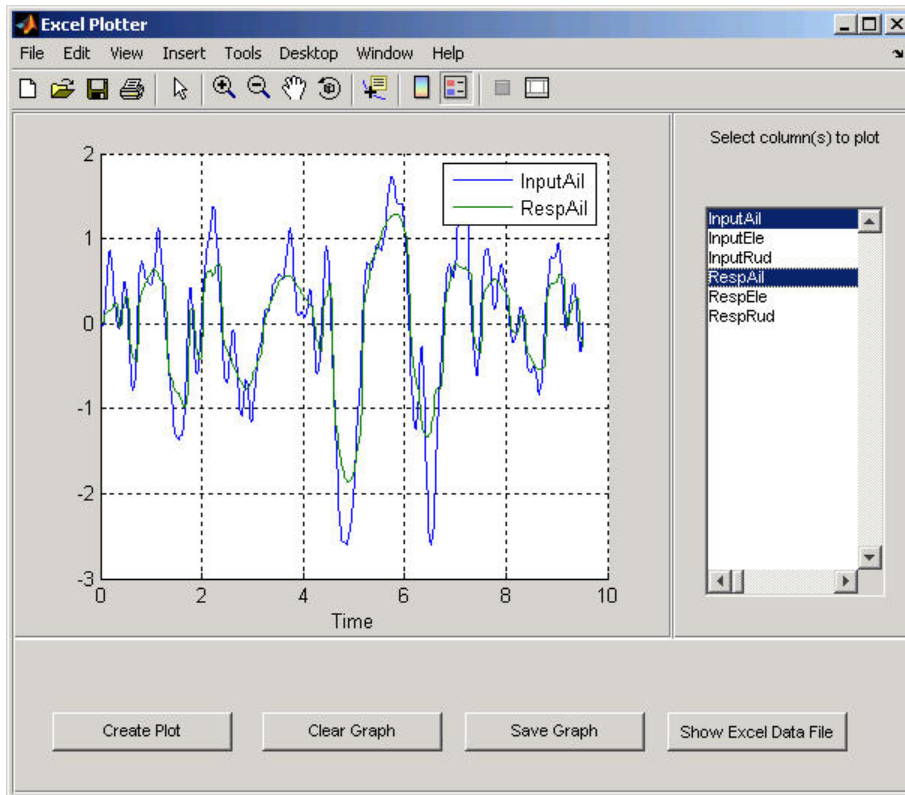 Excel Plotter
File Edit View Insert Tools Desktop Window Help
Select column(s) to plot
2
1
0
-1
-2
-3
0 2 4 6 8 10
Time
InputAil
RespAil
InputAil
InputEle
InputRud
RespAil
RespEle
RespRud
Create Plot Clear Graph Save Graph Show Excel Data File